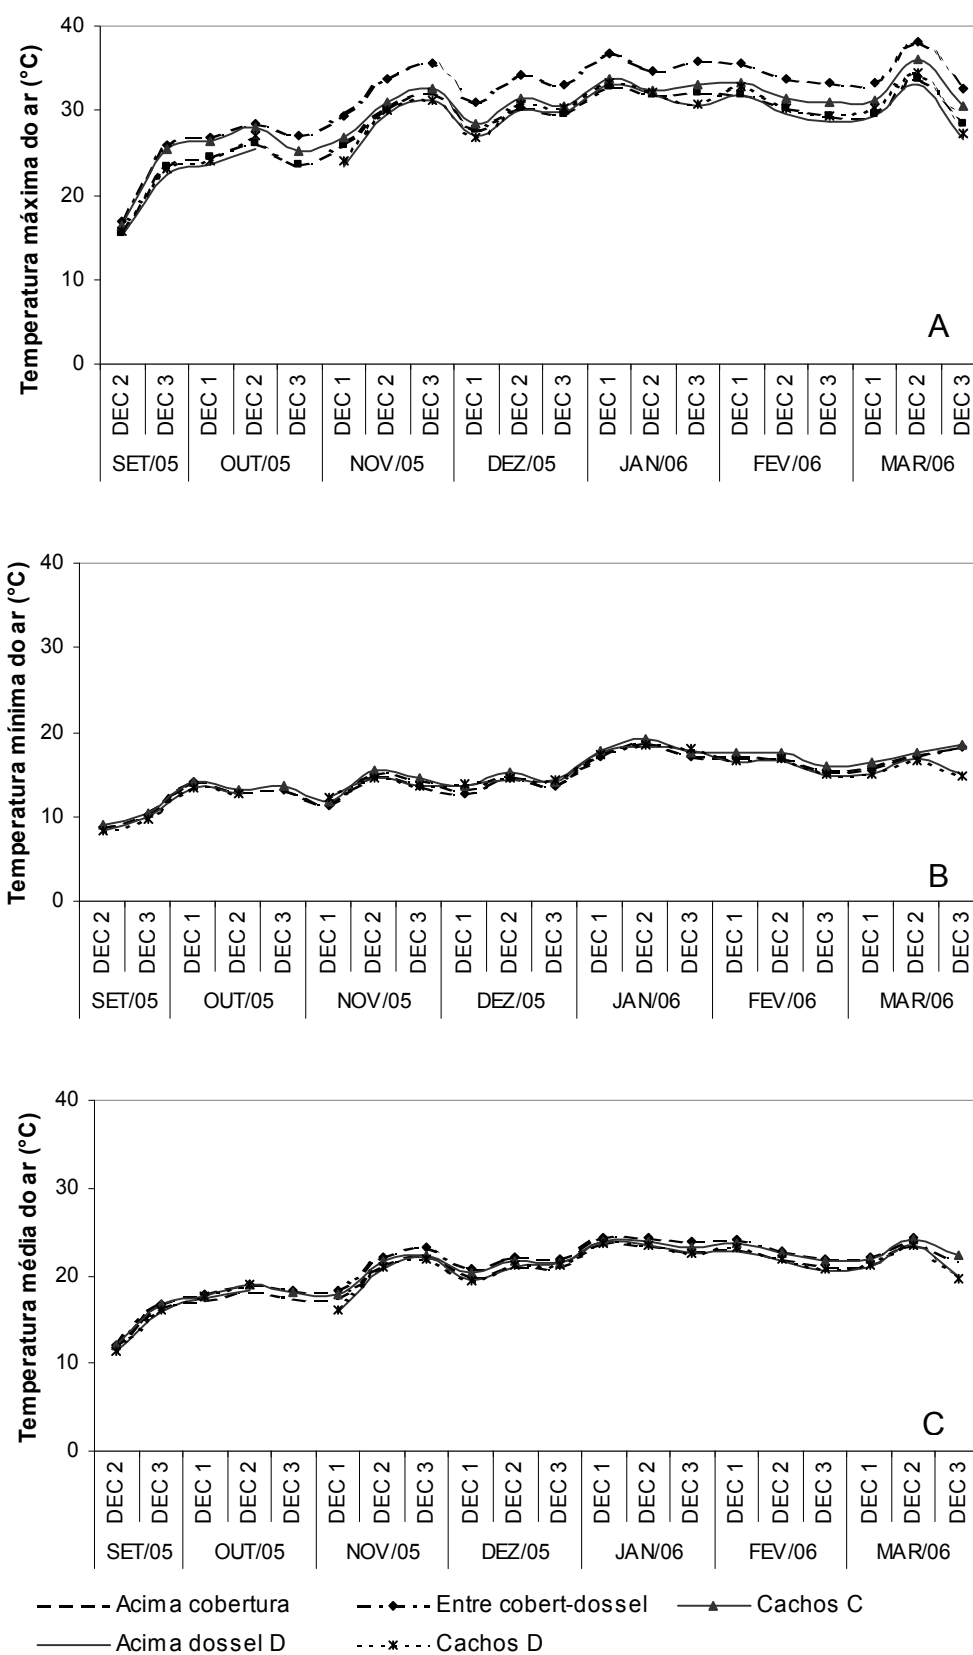 Temperatura máxima do ar (°C)
40
30
20
10
0
A
DEC 2 DEC 3 DEC 1 DEC 2 DEC 3 DEC 1 DEC 2 DEC 3 DEC 1 DEC 2 DEC 3 DEC 1 DEC 2 DEC 3 DEC 1 DEC 2 DEC 3 DEC 1 DEC 2 DEC 3
SET/05 OUT/05 NOV/05 DEZ/05 JAN/06 FEV/06 MAR/06
Temperatura mínima do ar (°C)
40
30
20
10
0
B
DEC 2 DEC 3 DEC 1 DEC 2 DEC 3 DEC 1 DEC 2 DEC 3 DEC 1 DEC 2 DEC 3 DEC 1 DEC 2 DEC 3 DEC 1 DEC 2 DEC 3 DEC 1 DEC 2 DEC 3
SET/05 OUT/05 NOV/05 DEZ/05 JAN/06 FEV/06 MAR/06
Temperatura média do ar (°C)
40
30
20
10
0
C
DEC 2 DEC 3 DEC 1 DEC 2 DEC 3 DEC 1 DEC 2 DEC 3 DEC 1 DEC 2 DEC 3 DEC 1 DEC 2 DEC 3 DEC 1 DEC 2 DEC 3 DEC 1 DEC 2 DEC 3
SET/05 OUT/05 NOV/05 DEZ/05 JAN/06 FEV/06 MAR/06
Acima cobertura Entre cobert-dossel Cachos C
Acima dossel D Cachos D